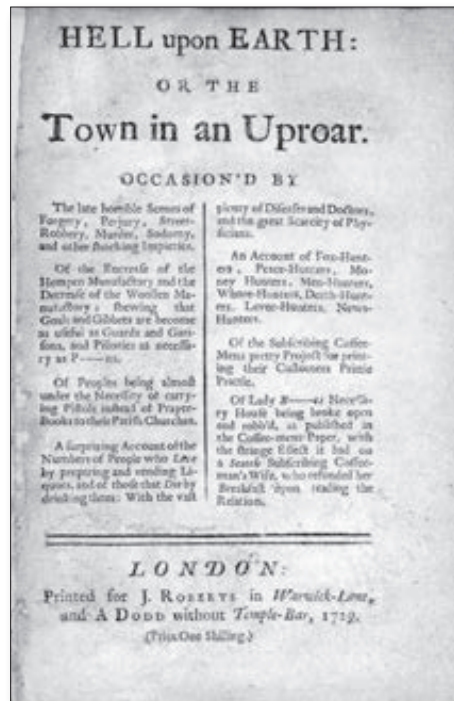 HELL upon EARTH:
OR THE
Town in an Uproar.
OCCASION'D BY
The late horrible Scenes of
Forgery, Perjury, Street-
Robbery, Murder, Sodomy,
and other shocking Impieties.
Of the Encrease of the
Hempen Manufactory and the
Decrease of the Woollen Ma-
nufactory; shewing that
Goals and Gibbets are become
as useful as Guards and Garri-
sons, and Pillories as necessa-
ry as P——es.
Of Peoples being almost
under the Necessity of carry-
ing Pistols instead of Prayer-
Books to their Parish Churches.
A surprizing Account of the
Numbers of People who Live
by preparing and vending Li-
quors, and of those that Die by
drinking them: With the vast
plenty of Diseases and Doctors,
and the great Scarcity of Phy-
sicians.
An Account of Fox-Hunt-
ers, Peter-Hunters, Mo-
ney Hunters, Men-Hunters,
Whore-Hunters, Death-Hunt-
ers, Levee-Hunters, News-
Hunters.
Of the Subscribing Coffee-
Mens pretty Project for print-
ing their Customers Prittle
Prattle.
Of Lady B——'s Necessa-
ry House being broke open
and robb'd, as published in
the Coffee-ment Paper, with
the strange Effect it had on
a Scotch Subscribing Coffee-
man's Wife, who refunded her
Breakfast upon reading the
Relation.
LONDON:
Printed for J. ROBERTS in Warwick-Lane,
and A DODD without Temple-Bar, 1729.
(Price One Shilling.)